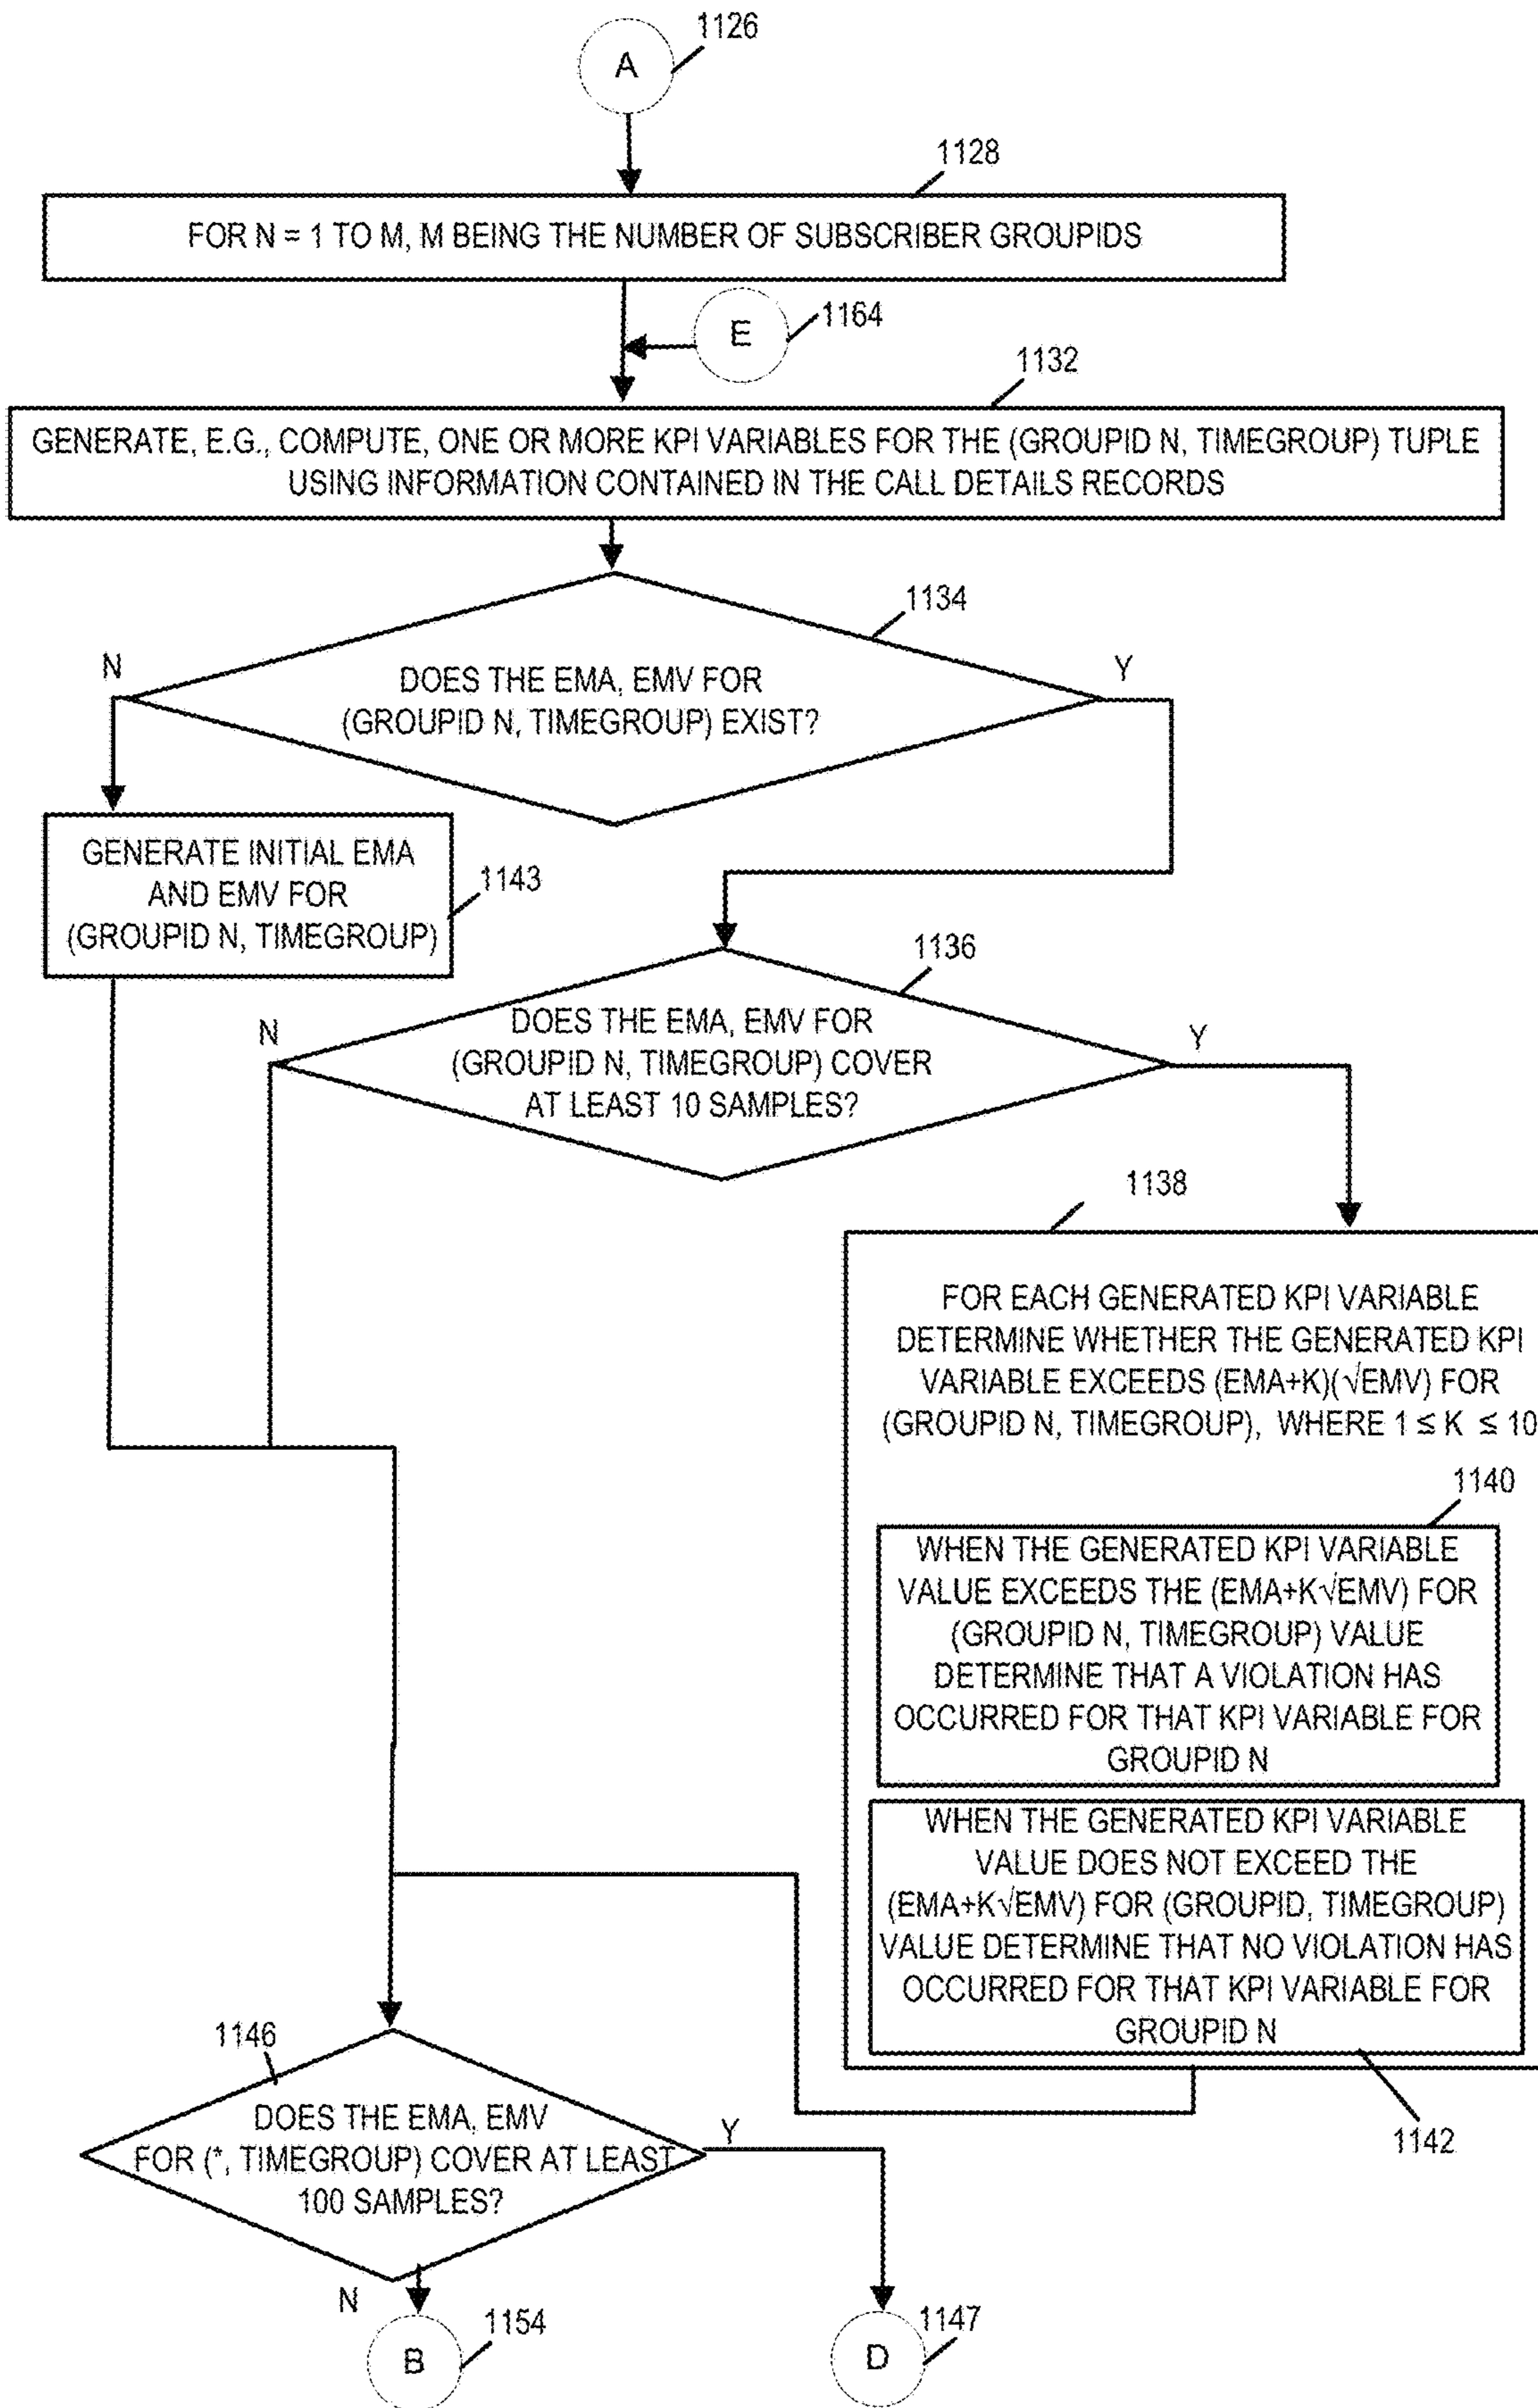 1126
A
1128
FOR N = 1 TO M, M BEING THE NUMBER OF SUBSCRIBER GROUPIDS
E
1164
1132
GENERATE, E.G., COMPUTE, ONE OR MORE KPI VARIABLES FOR THE (GROUPID N, TIMEGROUP) TUPLE
USING INFORMATION CONTAINED IN THE CALL DETAILS RECORDS
1134
N
Y
DOES THE EMA, EMV FOR
(GROUPID N, TIMEGROUP) EXIST?
GENERATE INITIAL EMA
AND EMV FOR
(GROUPID N, TIMEGROUP)
1143
1136
N
Y
DOES THE EMA, EMV FOR
(GROUPID N, TIMEGROUP) COVER
AT LEAST 10 SAMPLES?
1138
FOR EACH GENERATED KPI VARIABLE
DETERMINE WHETHER THE GENERATED KPI
VARIABLE EXCEEDS (EMA+K)(√EMV) FOR
(GROUPID N, TIMEGROUP), WHERE 1 ≤ K ≤ 10
1140
WHEN THE GENERATED KPI VARIABLE
VALUE EXCEEDS THE (EMA+K√EMV) FOR
(GROUPID N, TIMEGROUP) VALUE
DETERMINE THAT A VIOLATION HAS
OCCURRED FOR THAT KPI VARIABLE FOR
GROUPID N
WHEN THE GENERATED KPI VARIABLE
VALUE DOES NOT EXCEED THE
(EMA+K√EMV) FOR (GROUPID, TIMEGROUP)
VALUE DETERMINE THAT NO VIOLATION HAS
OCCURRED FOR THAT KPI VARIABLE FOR
GROUPID N
1142
1146
DOES THE EMA, EMV
FOR (*, TIMEGROUP) COVER AT LEAST
100 SAMPLES?
Y
N
B
1154
D
1147